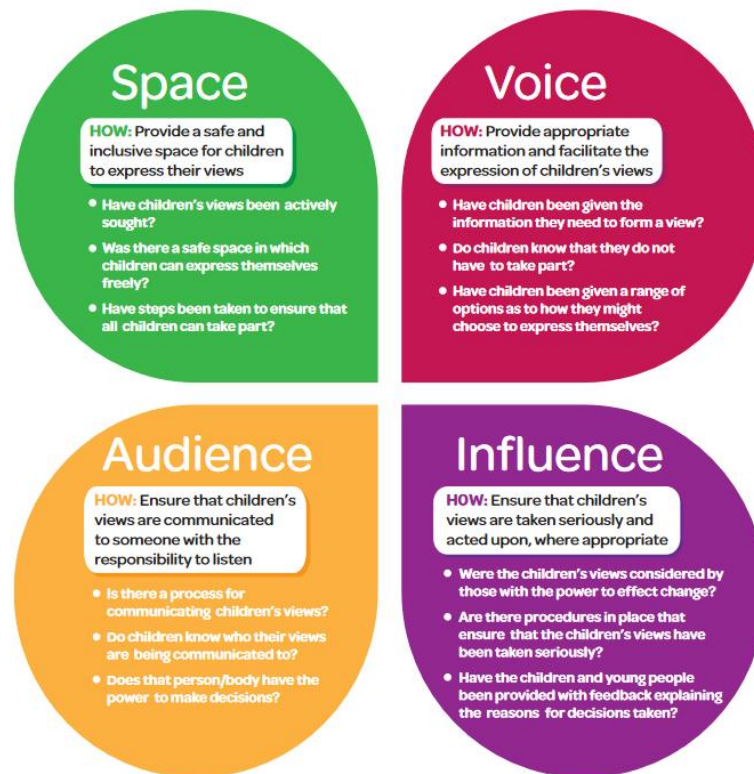 Space
HOW: Provide a safe and
inclusive space for children
to express their views
• Have children's views been actively
sought?
• Was there a safe space in which
children can express themselves
freely?
• Have steps been taken to ensure that
all children can take part?
Voice
HOW: Provide appropriate
information and facilitate the
expression of children's views
• Have children been given the
information they need to form a view?
• Do children know that they do not
have to take part?
• Have children been given a range of
options as to how they might
choose to express themselves?
Audience
HOW: Ensure that children's
views are communicated
to someone with the
responsibility to listen
• Is there a process for
communicating children's views?
• Do children know who their views
are being communicated to?
• Does that person/body have the
power to make decisions?
Influence
HOW: Ensure that children's
views are taken seriously and
acted upon, where appropriate
• Were the children's views considered by
those with the power to effect change?
• Are there procedures in place that
ensure that the children's views have
been taken seriously?
• Have the children and young people
been provided with feedback explaining
the reasons for decisions taken?